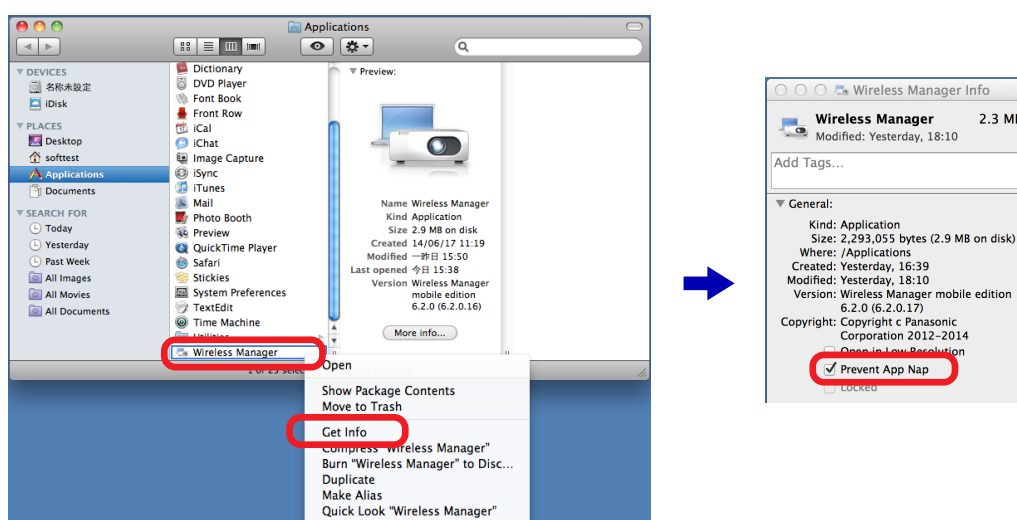 Applications
DEVICES
名称未設定
iDisk
PLACES
Desktop
softtest
Applications
Documents
SEARCH FOR
Today
Yesterday
Past Week
All Images
All Movies
All Documents
Dictionary
DVD Player
Font Book
Front Row
iCal
iChat
Image Capture
iSync
iTunes
Mail
Photo Booth
Preview
QuickTime Player
Safari
Stickies
System Preferences
TextEdit
Time Machine
Utilities
Wireless Manager
Preview:
Name Wireless Manager
Kind Application
Size 2.9 MB on disk
Created 14/06/17 11:19
Modified 一昨日 15:50
Last opened 今日 15:38
Version Wireless Manager
mobile edition
6.2.0 (6.2.0.16)
More info...
1 of 23 selec
Open
Show Package Contents
Move to Trash
Get Info
Compress "Wireless Manager"
Burn "Wireless Manager" to Disc...
Duplicate
Make Alias
Quick Look "Wireless Manager"
Wireless Manager Info
Wireless Manager 2.3 M
Modified: Yesterday, 18:10
Add Tags...
General:
Kind: Application
Size: 2,293,055 bytes (2.9 MB on disk)
Where: /Applications
Created: Yesterday, 16:39
Modified: Yesterday, 18:10
Version: Wireless Manager mobile edition
6.2.0 (6.2.0.17)
Copyright: Copyright c Panasonic
Corporation 2012-2014
Open in Low Resolution
Prevent App Nap
Locked